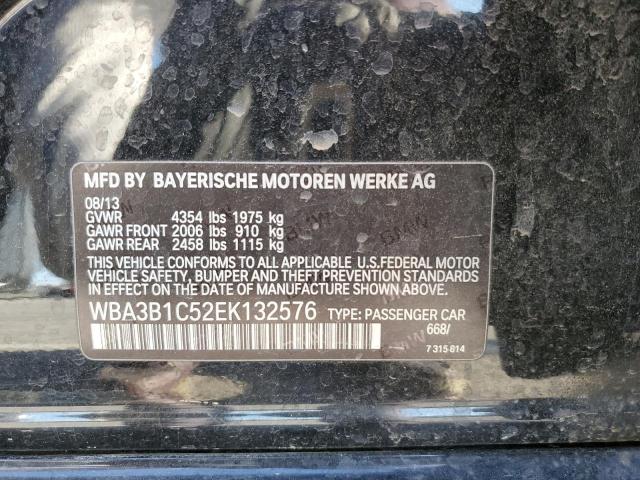 MFD BY BAYERISCHE MOTOREN WERKE AG
08/13
GVWR 4354 lbs 1975 kg
GAWR FRONT 2006 lbs 910 kg
GAWR REAR 2458 lbs 1115 kg
THIS VEHICLE CONFORMS TO ALL APPLICABLE U.S.FEDERAL MOTOR
VEHICLE SAFETY, BUMPER AND THEFT PREVENTION STANDARDS
IN EFFECT ON THE DATE OF MANUFACTURE SHOWN ABOVE.
WBA3B1C52EK132576 TYPE: PASSENGER CAR
668/
7 315 814